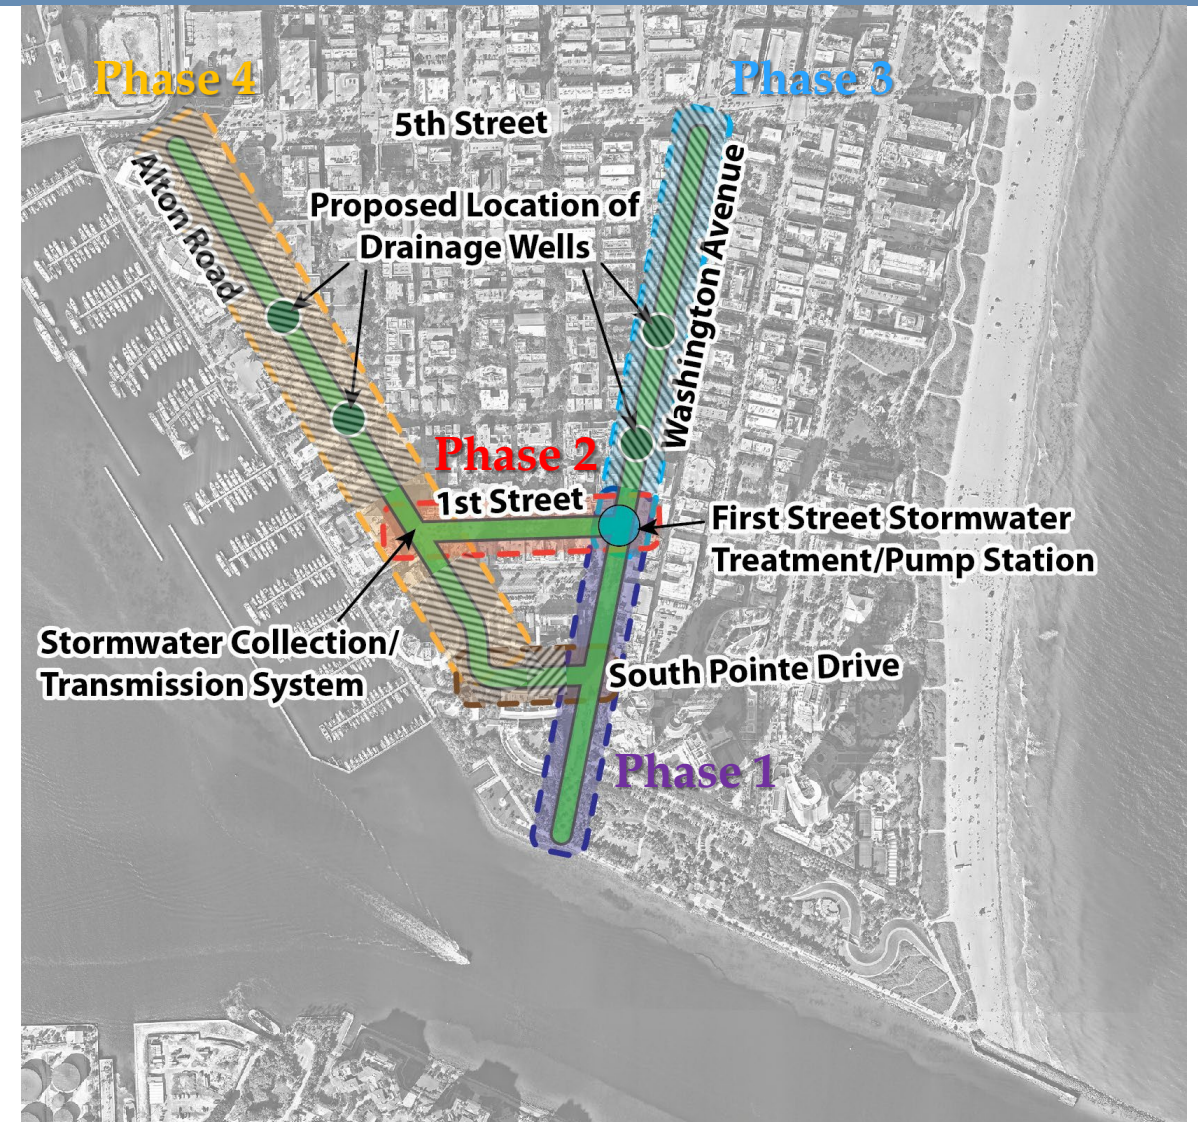 Phase 4
Phase 3
5th Street
Alton Road
Proposed Location of
Drainage Wells
Washington Avenue
Phase 2
1st Street
First Street Stormwater
Treatment/Pump Station
Stormwater Collection/
Transmission System
South Pointe Drive
Phase 1